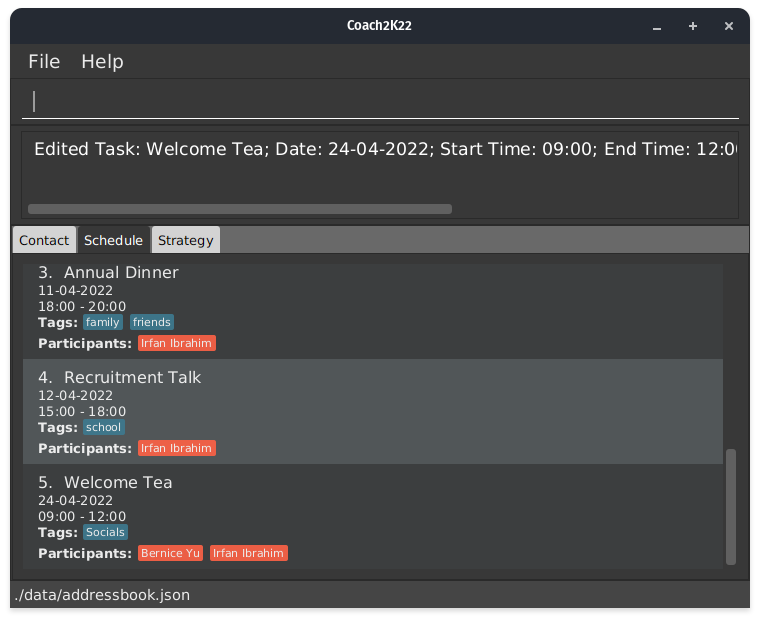 Coach2K22
File Help
Edited Task: Welcome Tea; Date: 24-04-2022; Start Time: 09:00; End Time: 12:0
Contact Schedule Strategy
3. Annual Dinner
11-04-2022
18:00 - 20:00
Tags: family friends
Participants: Irfan Ibrahim
4. Recruitment Talk
12-04-2022
15:00 - 18:00
Tags: school
Participants: Irfan Ibrahim
5. Welcome Tea
24-04-2022
09:00 - 12:00
Tags: Socials
Participants: Bernice Yu Irfan Ibrahim
./data/addressbook.json